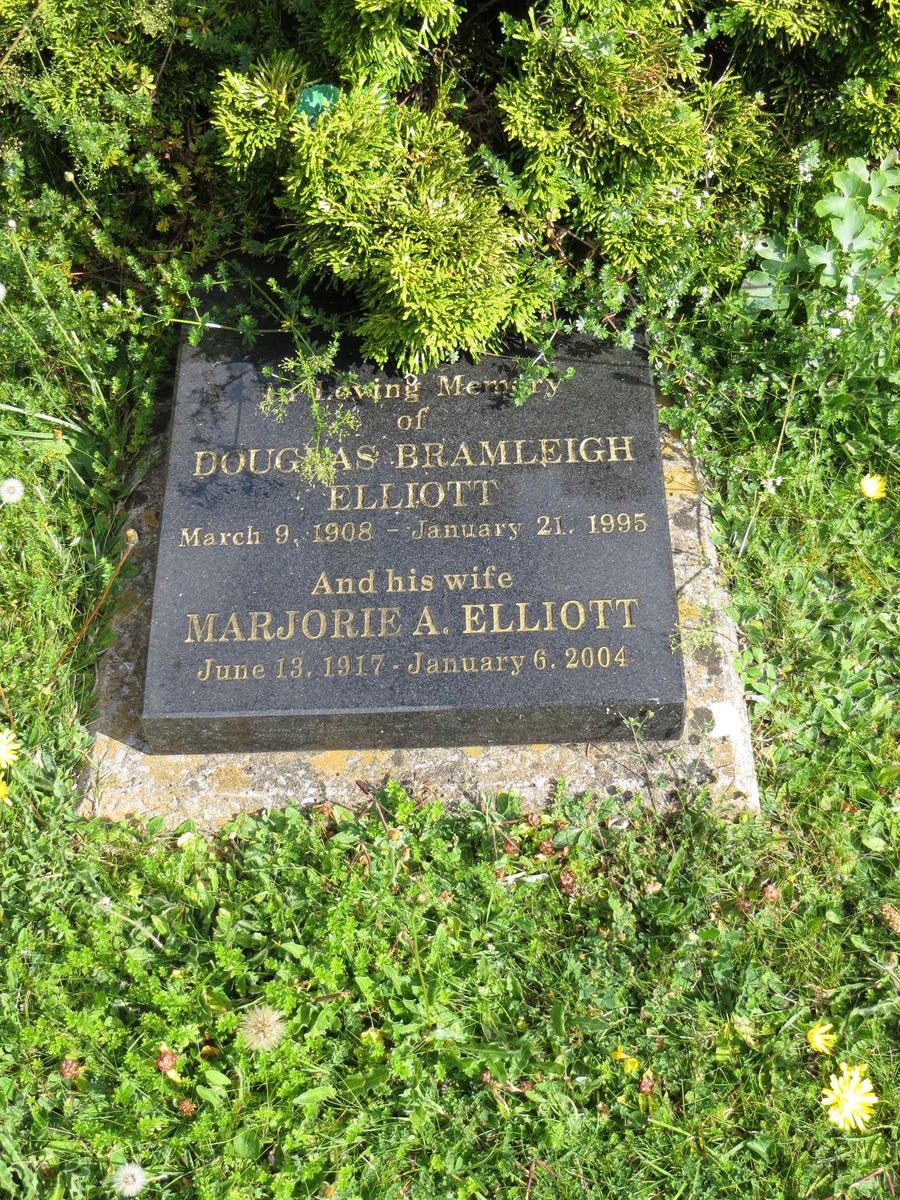 In Loving Memory
of
DOUGLAS BRAMLEIGH
ELLIOTT
March 9, 1908 - January 21, 1995
And his wife
MARJORIE A. ELLIOTT
June 13, 1917 - January 6, 2004